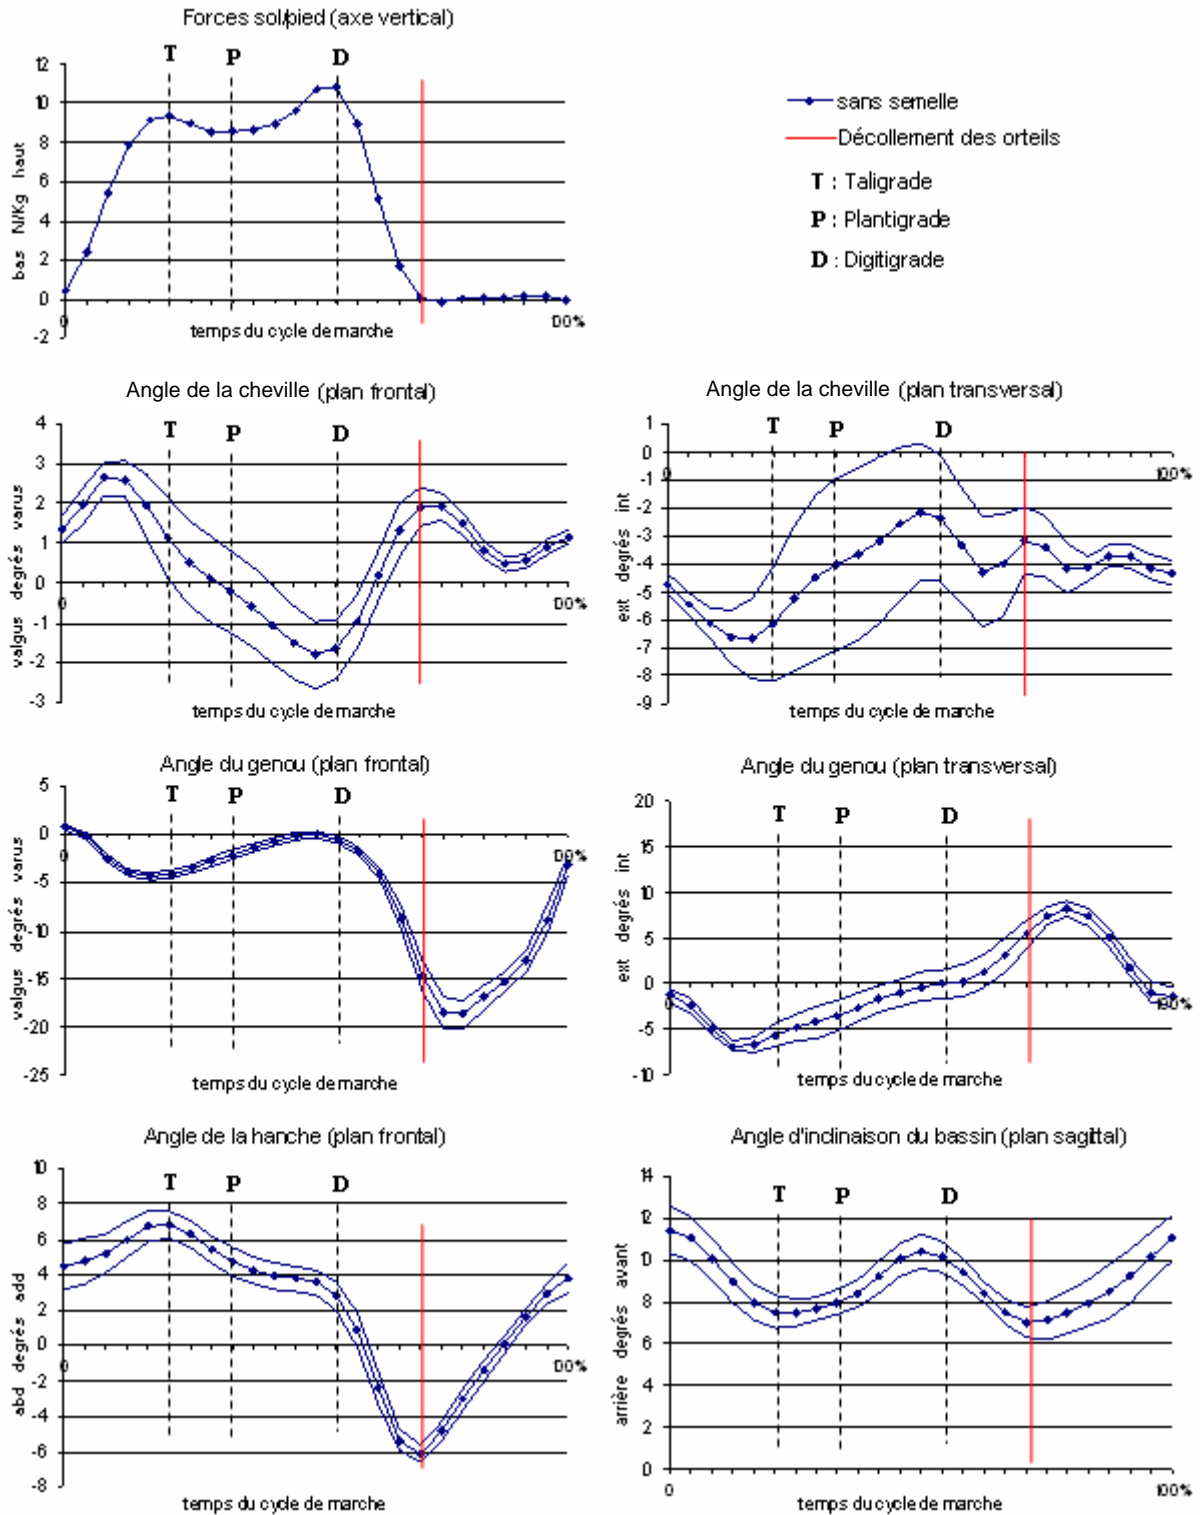 Forces sol/pied (axe vertical)
T P D
12
10
8
6
4
2
0
-2
bas N/Kg haut
0 100%
temps du cycle de marche
sans semelle
Décollement des orteils
T : Taligrade
P : Plantigrade
D : Digitigrade
Angle de la cheville (plan frontal)
T P D
4
3
2
1
0
-1
-2
-3
valgus degrés varus
0 100%
temps du cycle de marche
Angle de la cheville (plan transversal)
T P D
1
0
-1
-2
-3
-4
-5
-6
-7
-8
-9
ext degrés int
0 100%
temps du cycle de marche
Angle du genou (plan frontal)
T P D
5
0
-5
-10
-15
-20
-25
valgus degrés varus
0 100%
temps du cycle de marche
Angle du genou (plan transversal)
T P D
20
15
10
5
0
-5
-10
ext degrés int
0 100%
temps du cycle de marche
Angle de la hanche (plan frontal)
T P D
10
8
6
4
2
0
-2
-4
-6
-8
abd degrés add
0 100%
temps du cycle de marche
Angle d'inclinaison du bassin (plan sagittal)
T P D
14
12
10
8
6
4
2
0
arrière degrés avant
0 100%
temps du cycle de marche